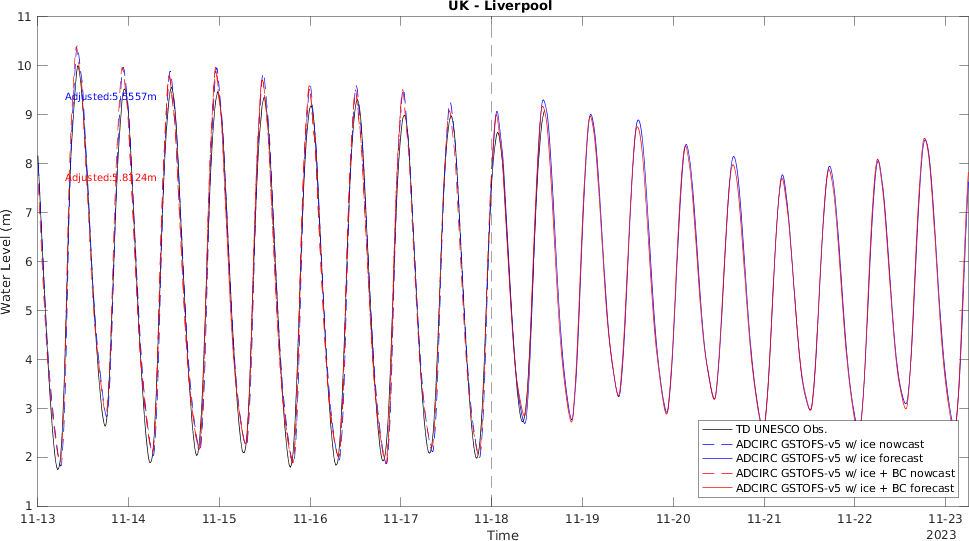 UK - Liverpool
11
10
9
8
7
6
5
4
3
2
1
Water Level (m)
Adjusted:5.5557m
Adjusted:5.8124m
TD UNESCO Obs.
ADCIRC GSTOFS-v5 w/ ice nowcast
ADCIRC GSTOFS-v5 w/ ice forecast
ADCIRC GSTOFS-v5 w/ ice + BC nowcast
ADCIRC GSTOFS-v5 w/ ice + BC forecast
11-13 11-14 11-15 11-16 11-17 11-18 11-19 11-20 11-21 11-22 11-23
Time
2023